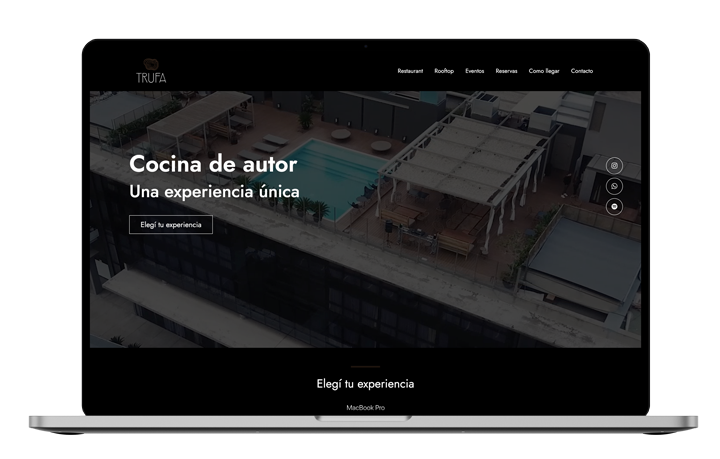 TRUFA
Restaurant Rooftop Eventos Reservas Como llegar Contacto
Cocina de autor
Una experiencia única
Elegí tu experiencia
Elegí tu experiencia
MacBook Pro